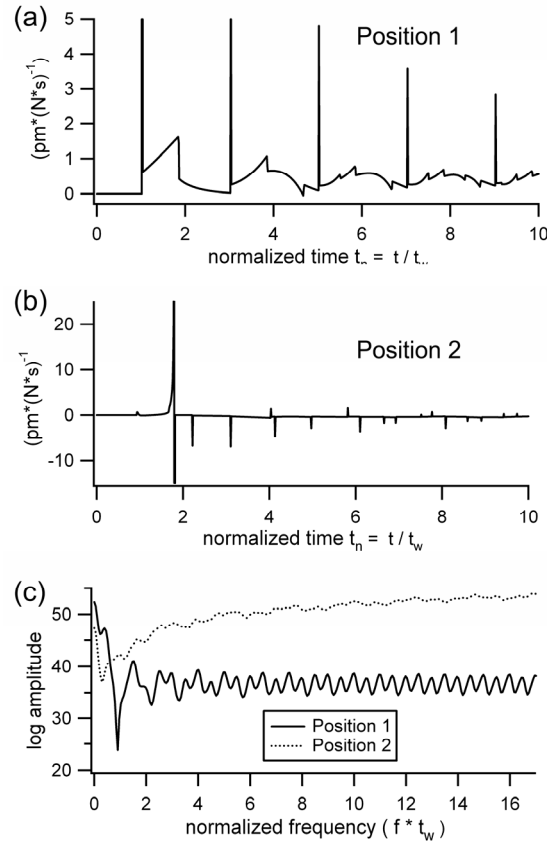 (a)
Position 1
(pm*(N*s)⁻¹
5
4
3
2
1
0
0 2 4 6 8 10
normalized time tₙ = t / t
(b)
Position 2
(pm*(N*s)⁻¹
20
10
0
-10
0 2 4 6 8 10
normalized time tₙ = t / t_w
(c)
log amplitude
50
40
30
20
Position 1
Position 2
0 2 4 6 8 10 12 14 16
normalized frequency ( f * t_w )